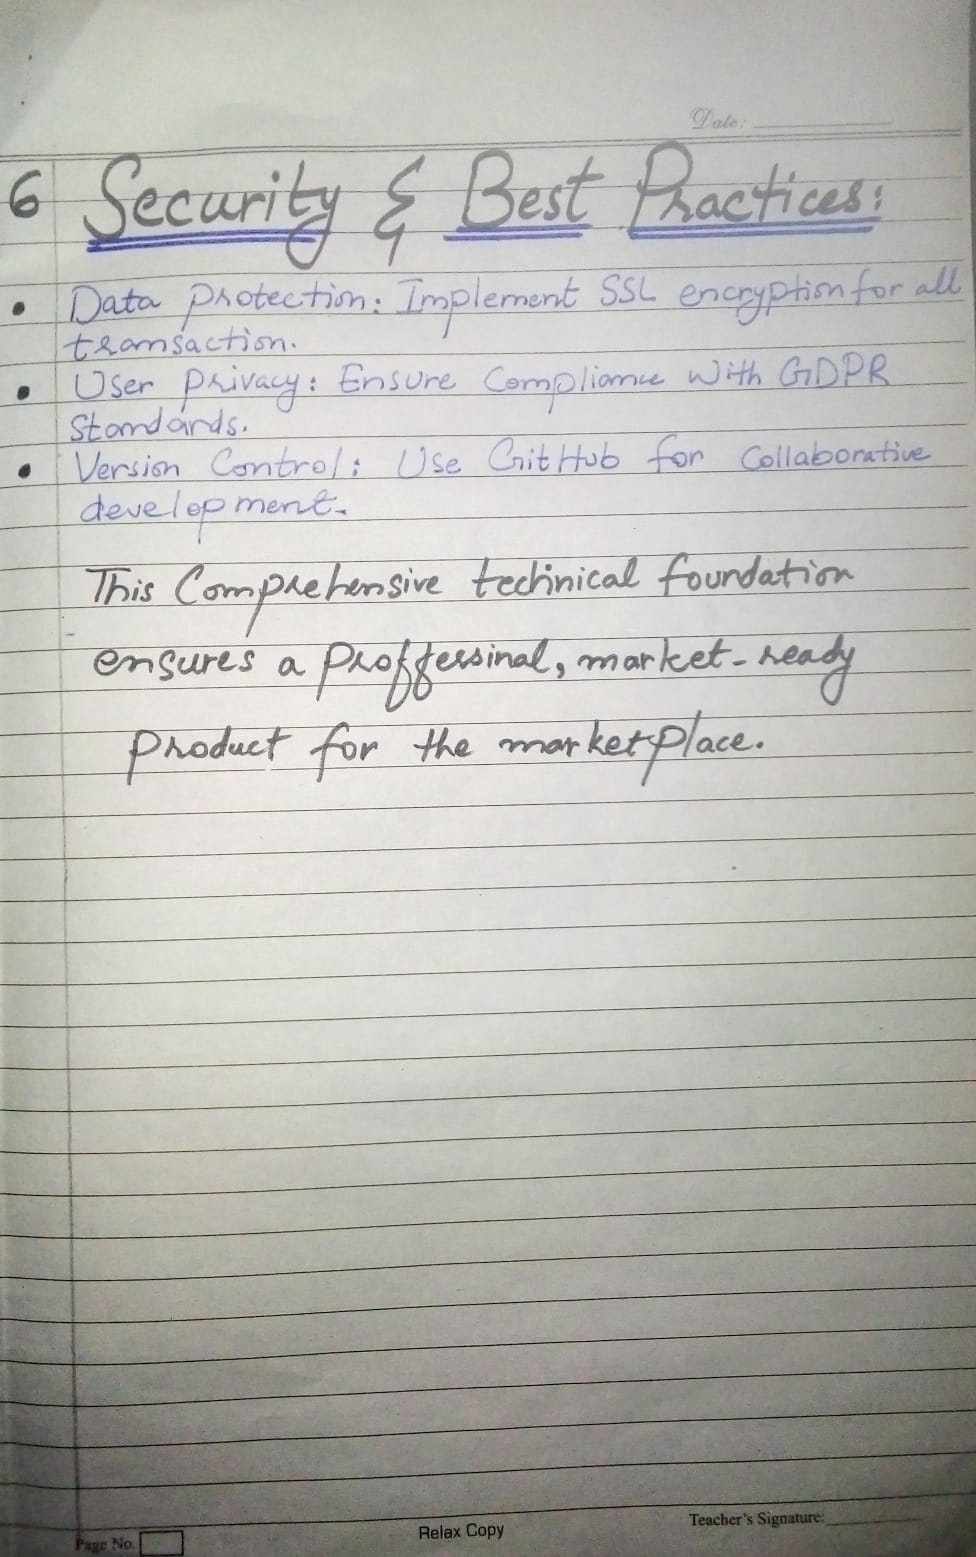 Date:
6 Security & Best Practices:
• Data protection: Implement SSL encryption for all
transaction.
• User privacy: Ensure Compliance With GDPR
Standards.
• Version Control: Use GitHub for Collaborative
development.
This Comprehensive technical foundation
ensures a proffessinal, market-ready
product for the marketplace.
Page No.
Relax Copy
Teacher's Signature: